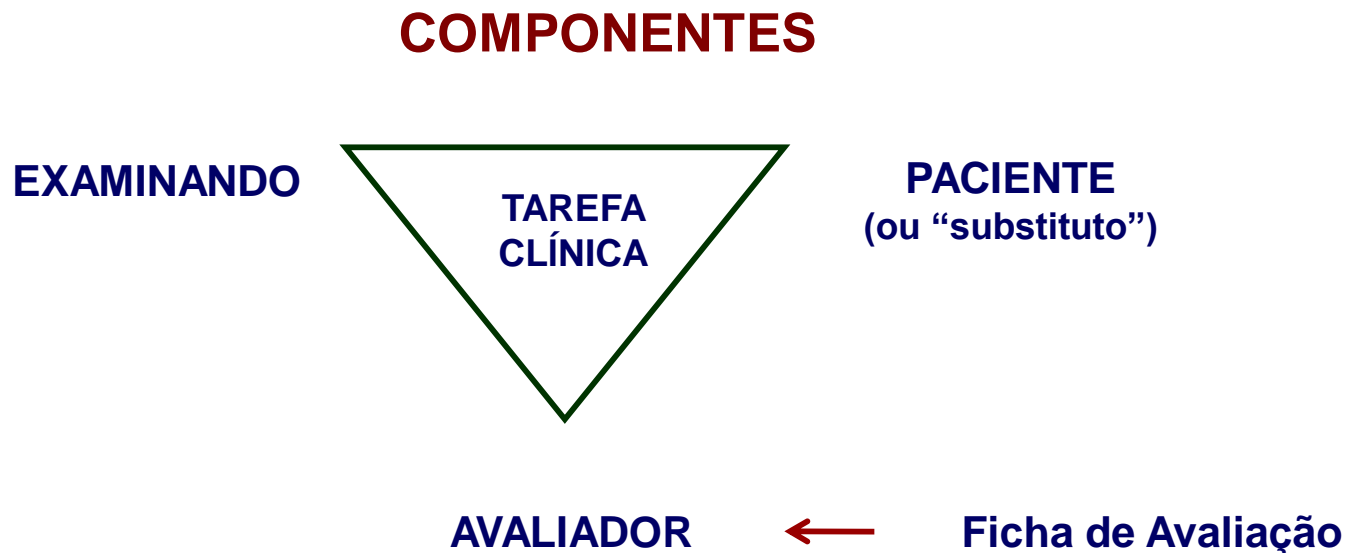 COMPONENTES
EXAMINANDO
TAREFA
CLÍNICA
PACIENTE
(ou “substituto”)
AVALIADOR
Ficha de Avaliação